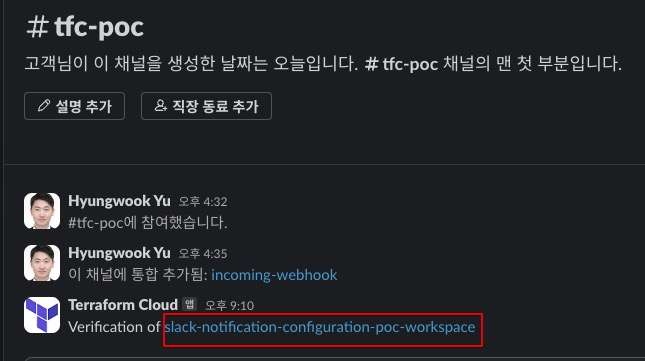 # tfc-poc
고객님이 이 채널을 생성한 날짜는 오늘입니다. # tfc-poc 채널의 맨 첫 부분입니다.
설명 추가 직장 동료 추가
Hyungwook Yu 오후 4:32
#tfc-poc에 참여했습니다.
Hyungwook Yu 오후 4:35
이 채널에 통합 추가됨: incoming-webhook
Terraform Cloud 앱 오후 9:10
Verification of slack-notification-configuration-poc-workspace